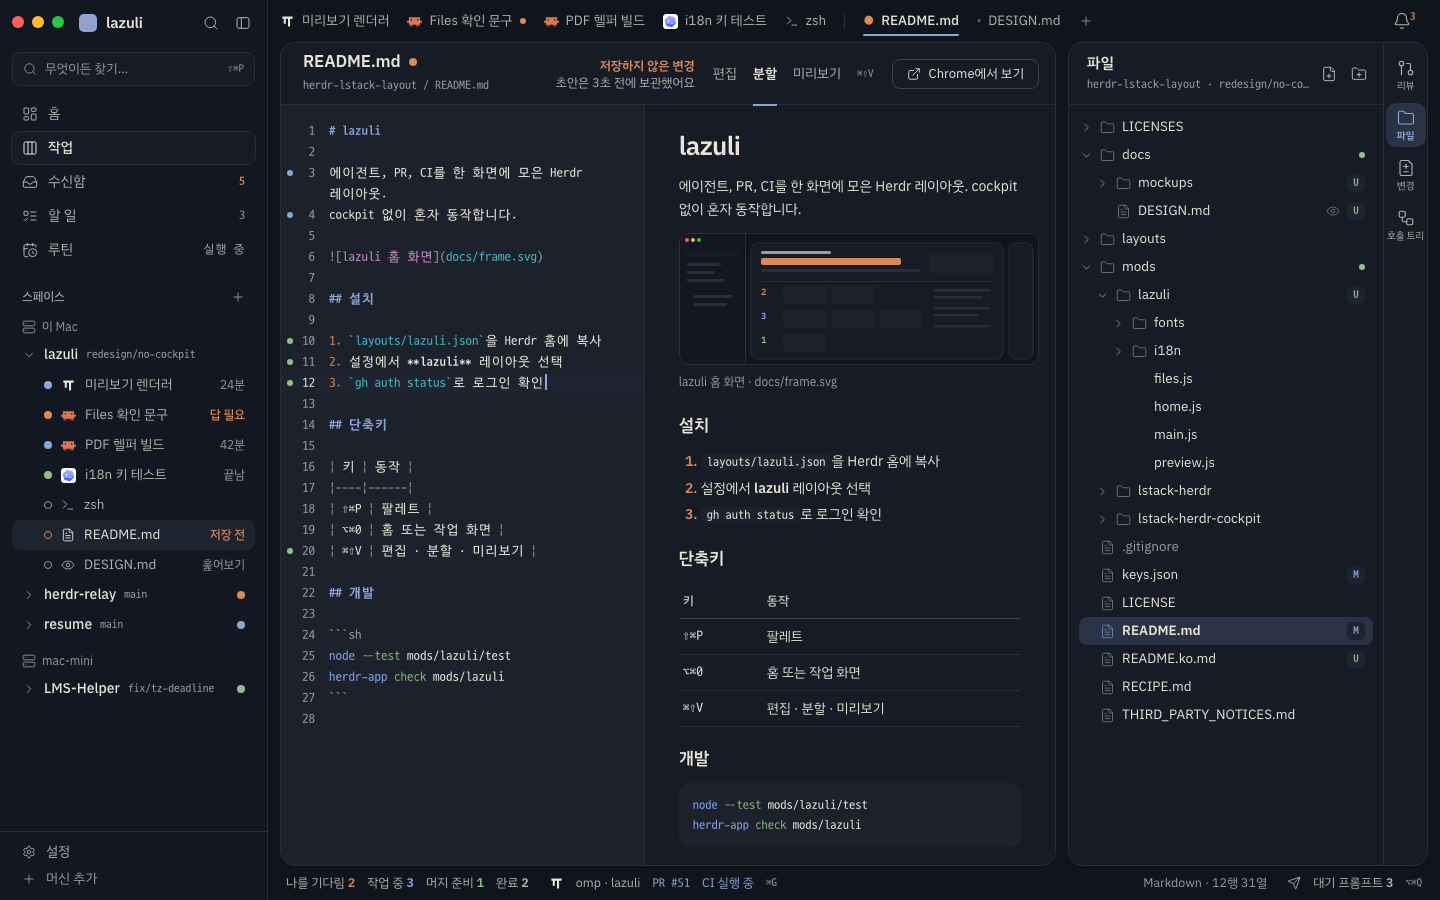 lazuli
무엇이든 찾기... ⇧⌘P
홈
작업
수신함 5
할 일 3
루틴 실행 중
스페이스
이 Mac
lazuli redesign/no-cockpit
미리보기 렌더러 24분
Files 확인 문구 답 필요
PDF 헬퍼 빌드 42분
i18n 키 테스트 끝남
zsh
README.md 저장 전
DESIGN.md 훑어보기
herdr-relay main
resume main
mac-mini
LMS-Helper fix/tz-deadline
설정
머신 추가
미리보기 렌더러 Files 확인 문구 PDF 헬퍼 빌드 i18n 키 테스트 zsh README.md DESIGN.md 3
README.md
herdr-lstack-layout / README.md
저장하지 않은 변경
초안은 3초 전에 보관했어요
편집 분할 미리보기 ⌘⇧V
Chrome에서 보기
1 # lazuli
2
3 에이전트, PR, CI를 한 화면에 모은 Herdr
레이아웃.
4 cockpit 없이 혼자 동작합니다.
5
6 ![lazuli 홈 화면](docs/frame.svg)
7
8 ## 설치
9
10 1. `layouts/lazuli.json`을 Herdr 홈에 복사
11 2. 설정에서 **lazuli** 레이아웃 선택
12 3. `gh auth status`로 로그인 확인
13
14 ## 단축키
15
16 | 키 | 동작 |
17 |----|------|
18 | ⇧⌘P | 팔레트 |
19 | ⌥⌘0 | 홈 또는 작업 화면 |
20 | ⌘⇧V | 편집 · 분할 · 미리보기 |
21
22 ## 개발
23
24 ```sh
25 node --test mods/lazuli/test
26 herdr-app check mods/lazuli
27 ```
28
lazuli
에이전트, PR, CI를 한 화면에 모은 Herdr 레이아웃. cockpit
없이 혼자 동작합니다.
2
3
1
lazuli 홈 화면 · docs/frame.svg
설치
1. layouts/lazuli.json 을 Herdr 홈에 복사
2. 설정에서 lazuli 레이아웃 선택
3. gh auth status 로 로그인 확인
단축키
키 동작
⇧⌘P 팔레트
⌥⌘0 홈 또는 작업 화면
⌘⇧V 편집 · 분할 · 미리보기
개발
node --test mods/lazuli/test
herdr-app check mods/lazuli
파일
herdr-lstack-layout · redesign/no-co…
LICENSES
docs
mockups U
DESIGN.md U
layouts
mods
lazuli U
fonts
i18n
files.js
home.js
main.js
preview.js
lstack-herdr
lstack-herdr-cockpit
.gitignore
keys.json M
LICENSE
README.md M
README.ko.md U
RECIPE.md
THIRD_PARTY_NOTICES.md
리뷰
파일
변경
호출 트리
나를 기다림 2 작업 중 3 머지 준비 1 완료 2 omp · lazuli PR #51 CI 실행 중 ⌘G
Markdown · 12행 31열 대기 프롬프트 3 ⌥⌘Q